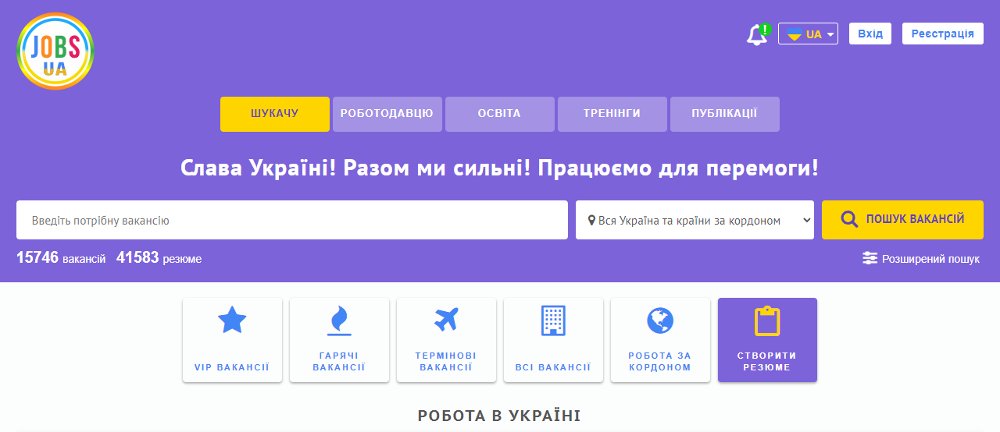 JOBS
UA
!
UA
Вхід
Реєстрація
ШУКАЧУ
РОБОТОДАВЦЮ
ОСВІТА
ТРЕНІНГИ
ПУБЛІКАЦІЇ
Слава Україні! Разом ми сильні! Працюємо для перемоги!
Введіть потрібну вакансію
Вся Україна та країни за кордоном
ПОШУК ВАКАНСІЙ
15746 вакансій 41583 резюме
Розширений пошук
VIP ВАКАНСІЇ
ГАРЯЧІ
ВАКАНСІЇ
ТЕРМІНОВІ
ВАКАНСІЇ
ВСІ ВАКАНСІЇ
РОБОТА ЗА
КОРДОНОМ
СТВОРИТИ
РЕЗЮМЕ
РОБОТА В УКРАЇНІ